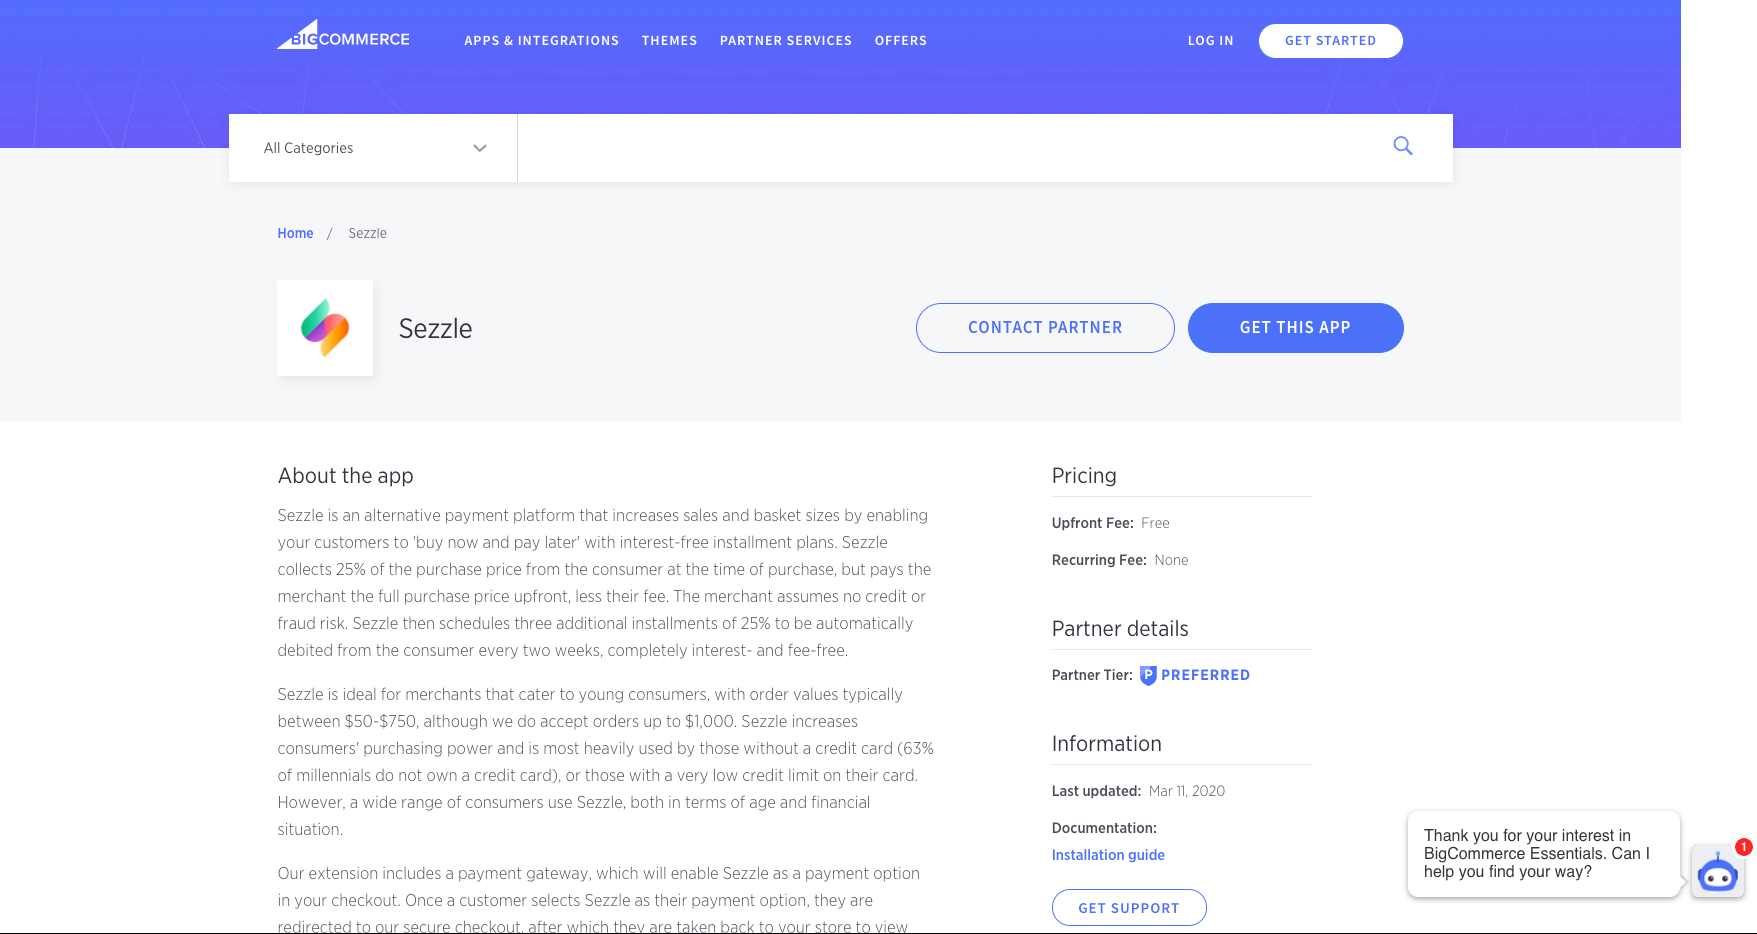 BIGCOMMERCE
APPS & INTEGRATIONS THEMES PARTNER SERVICES OFFERS
LOG IN GET STARTED
All Categories
Home / Sezzle
Sezzle
CONTACT PARTNER GET THIS APP
About the app
Sezzle is an alternative payment platform that increases sales and basket sizes by enabling
your customers to 'buy now and pay later' with interest-free installment plans. Sezzle
collects 25% of the purchase price from the consumer at the time of purchase, but pays the
merchant the full purchase price upfront, less their fee. The merchant assumes no credit or
fraud risk. Sezzle then schedules three additional installments of 25% to be automatically
debited from the consumer every two weeks, completely interest- and fee-free.
Sezzle is ideal for merchants that cater to young consumers, with order values typically
between $50-$750, although we do accept orders up to $1,000. Sezzle increases
consumers' purchasing power and is most heavily used by those without a credit card (63%
of millennials do not own a credit card), or those with a very low credit limit on their card.
However, a wide range of consumers use Sezzle, both in terms of age and financial
situation.
Our extension includes a payment gateway, which will enable Sezzle as a payment option
in your checkout. Once a customer selects Sezzle as their payment option, they are
redirected to our secure checkout, after which they are taken back to your store to view
Pricing
Upfront Fee: Free
Recurring Fee: None
Partner details
Partner Tier: P PREFERRED
Information
Last updated: Mar 11, 2020
Documentation:
Installation guide
GET SUPPORT
Thank you for your interest in
BigCommerce Essentials. Can I
help you find your way?
1